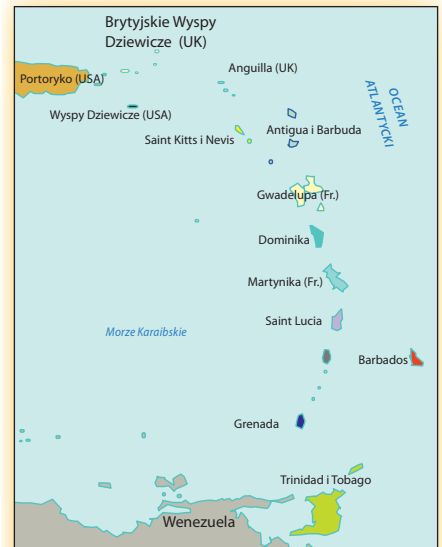 Brytyjskie Wyspy
Dziewicze (UK)
Portoryko (USA)
Anguilla (UK)
OCEAN
ATLANTYCKI
Wyspy Dziewicze (USA)
Antigua i Barbuda
Saint Kitts i Nevis
Gwadelupa (Fr.)
Dominika
Martynika (Fr.)
Saint Lucia
Morze Karaibskie
Barbados
Grenada
Trinidad i Tobago
Wenezuela